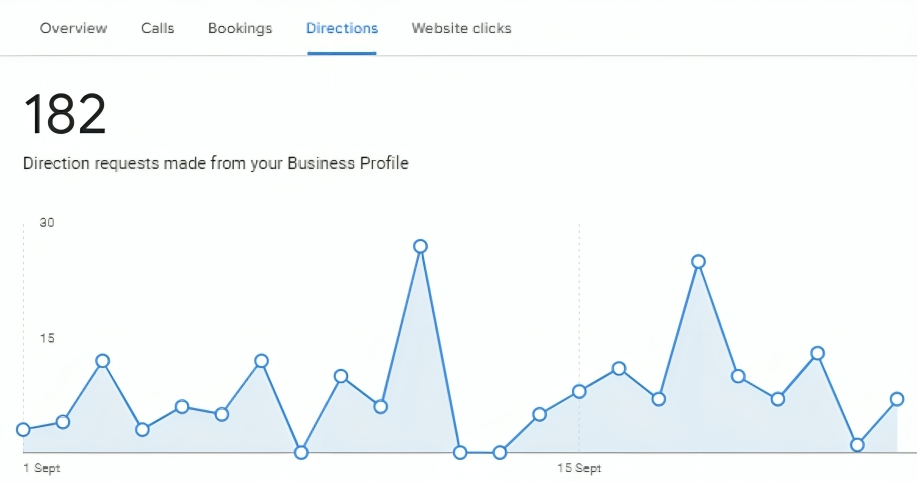 Overview Calls Bookings Directions Website clicks
182
Direction requests made from your Business Profile
30
15
1 Sept 15 Sept